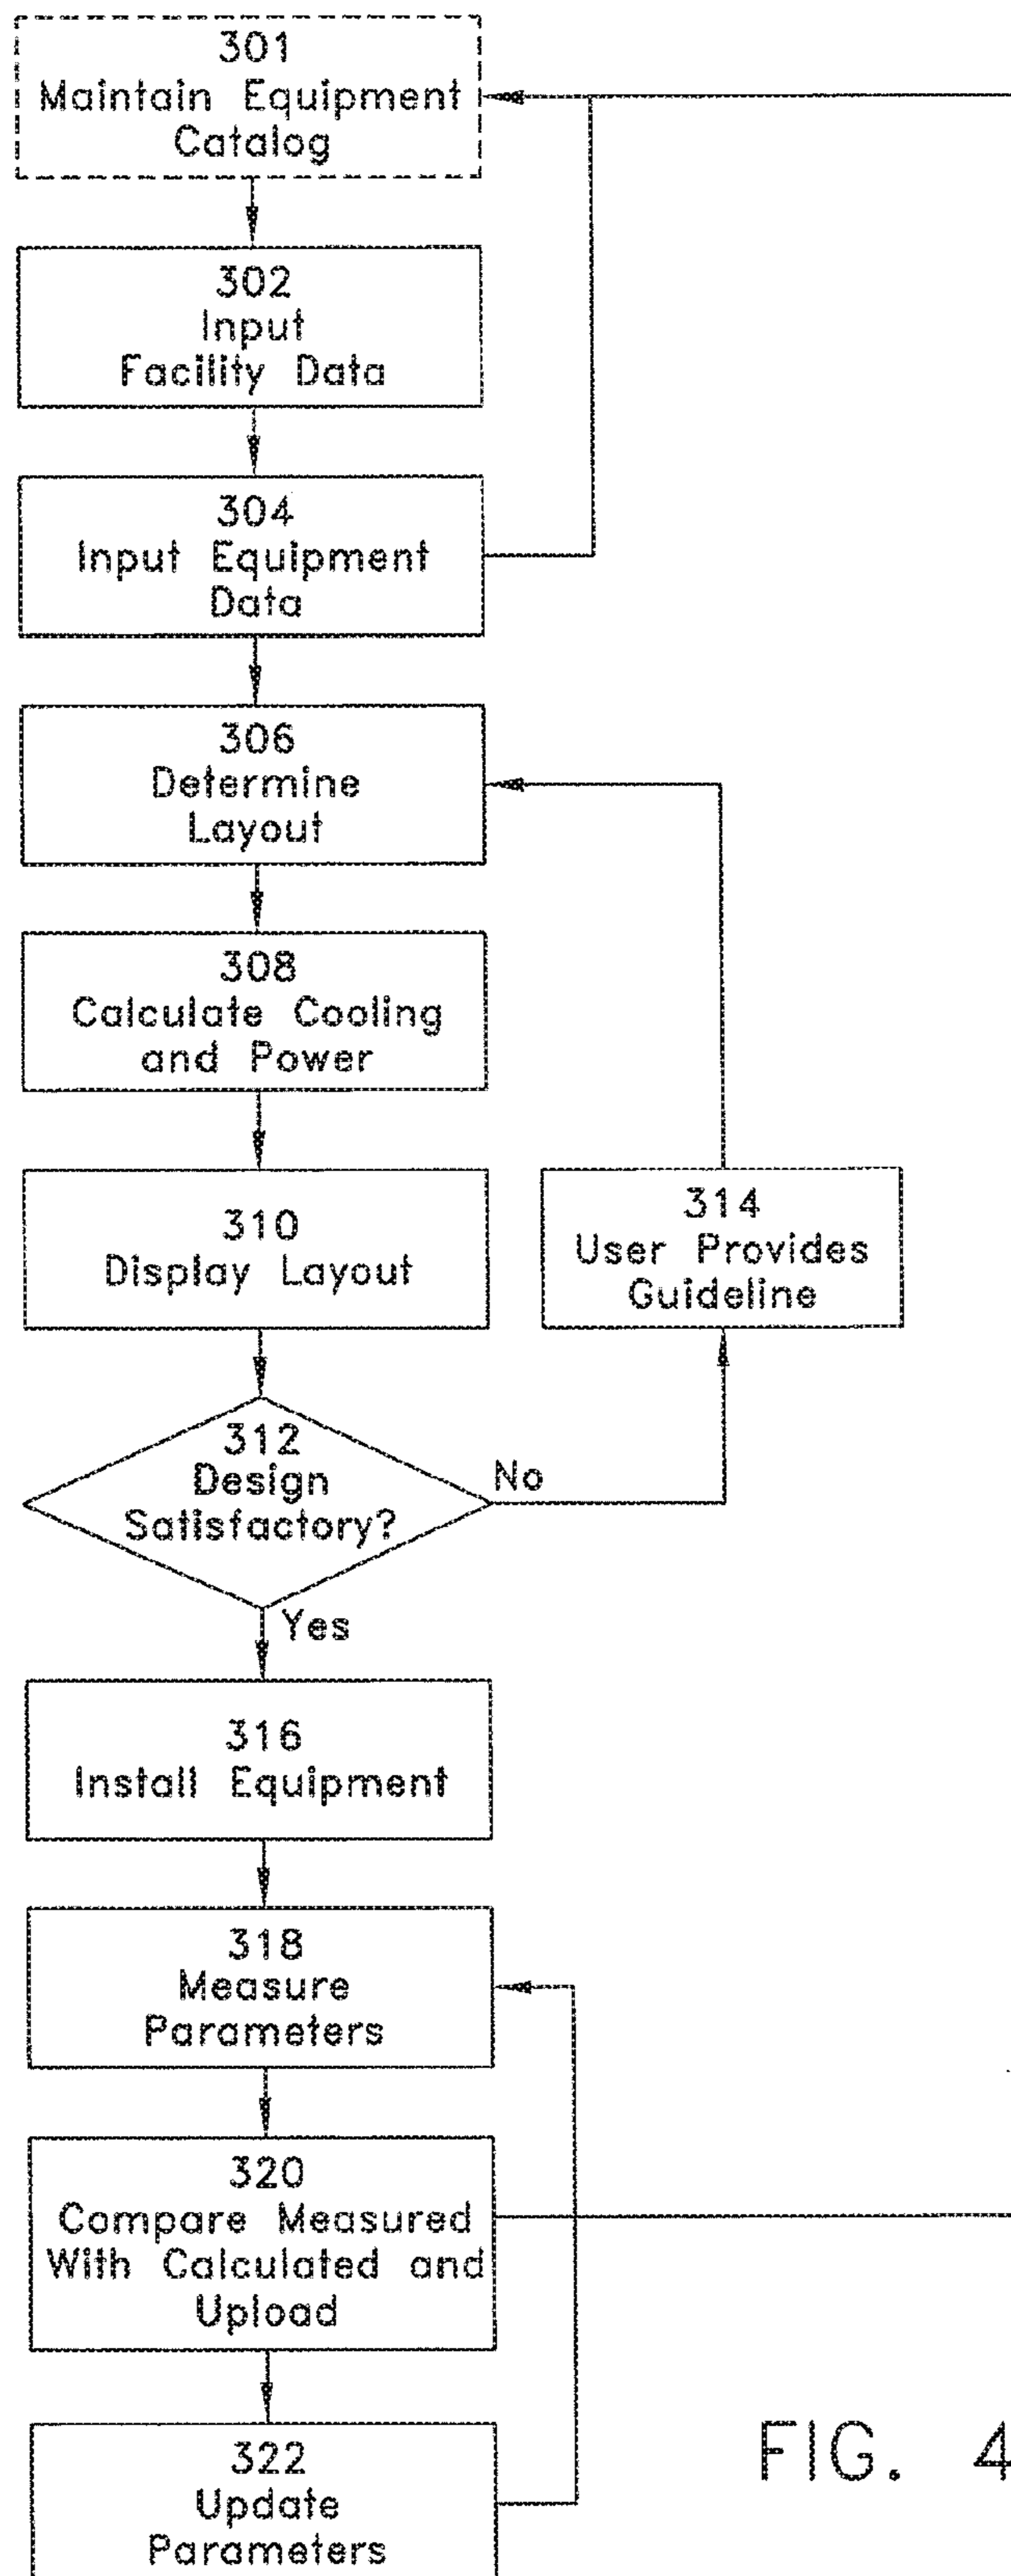 301
Maintain Equipment
Catalog
302
Input
Facility Data
304
Input Equipment
Data
306
Determine
Layout
308
Calculate Cooling
and Power
310
Display Layout
314
User Provides
Guideline
312
Design
Satisfactory?
No
Yes
316
Install Equipment
318
Measure
Parameters
320
Compare Measured
With Calculated and
Upload
322
Update
Parameters
FIG. 4